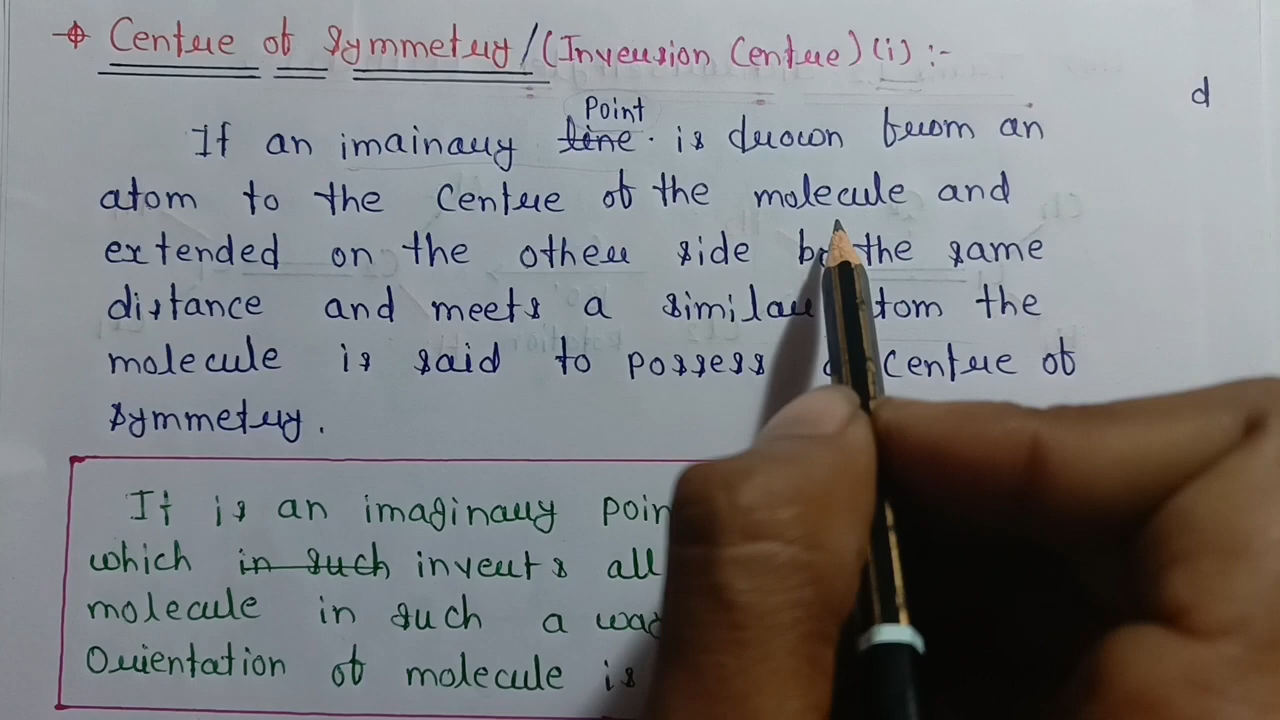 Centre of Symmetry/(Inversion Centre)(i):-
d
Point
If an imainary line. is drown from an
atom to the Centre of the molecule and
extended on the other side the same
distance and meets a similar tom the
molecule is said to possess Centre of
symmetry.
It is an imaginary poin
which in such inverts all
molecule in such a wa
Orientation of molecule is